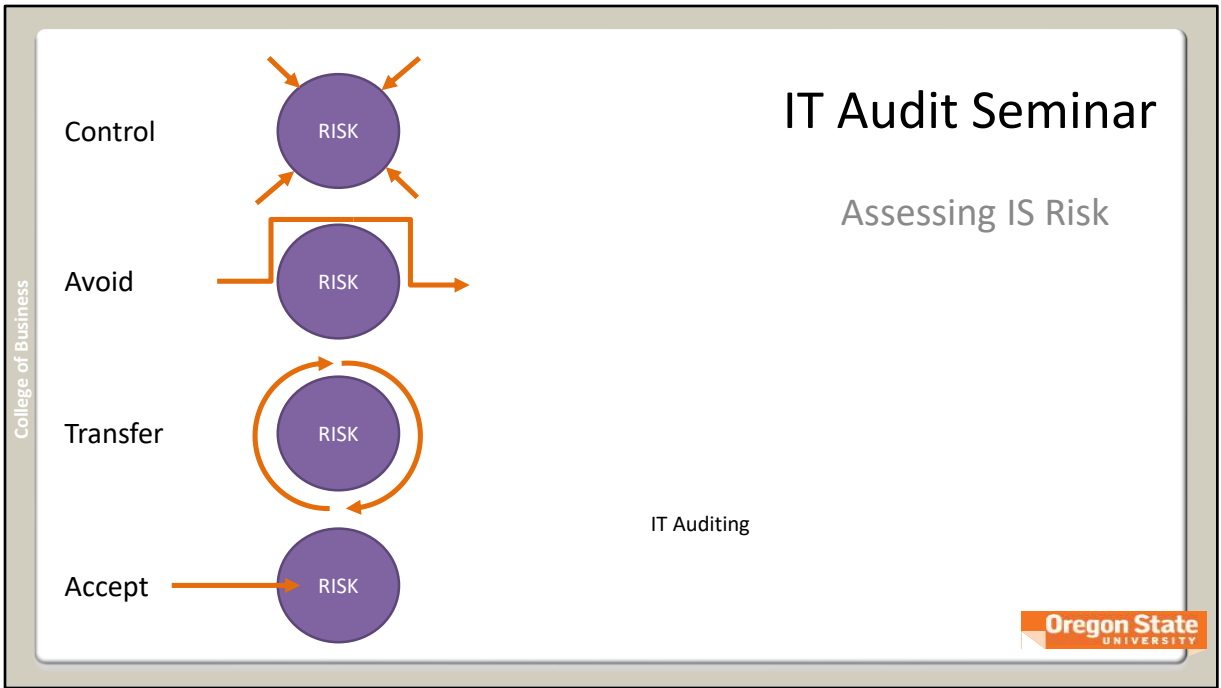 IT Audit Seminar
Assessing IS Risk
Control
RISK
Avoid
RISK
Transfer
RISK
Accept
RISK
IT Auditing
College of Business
Oregon State
UNIVERSITY